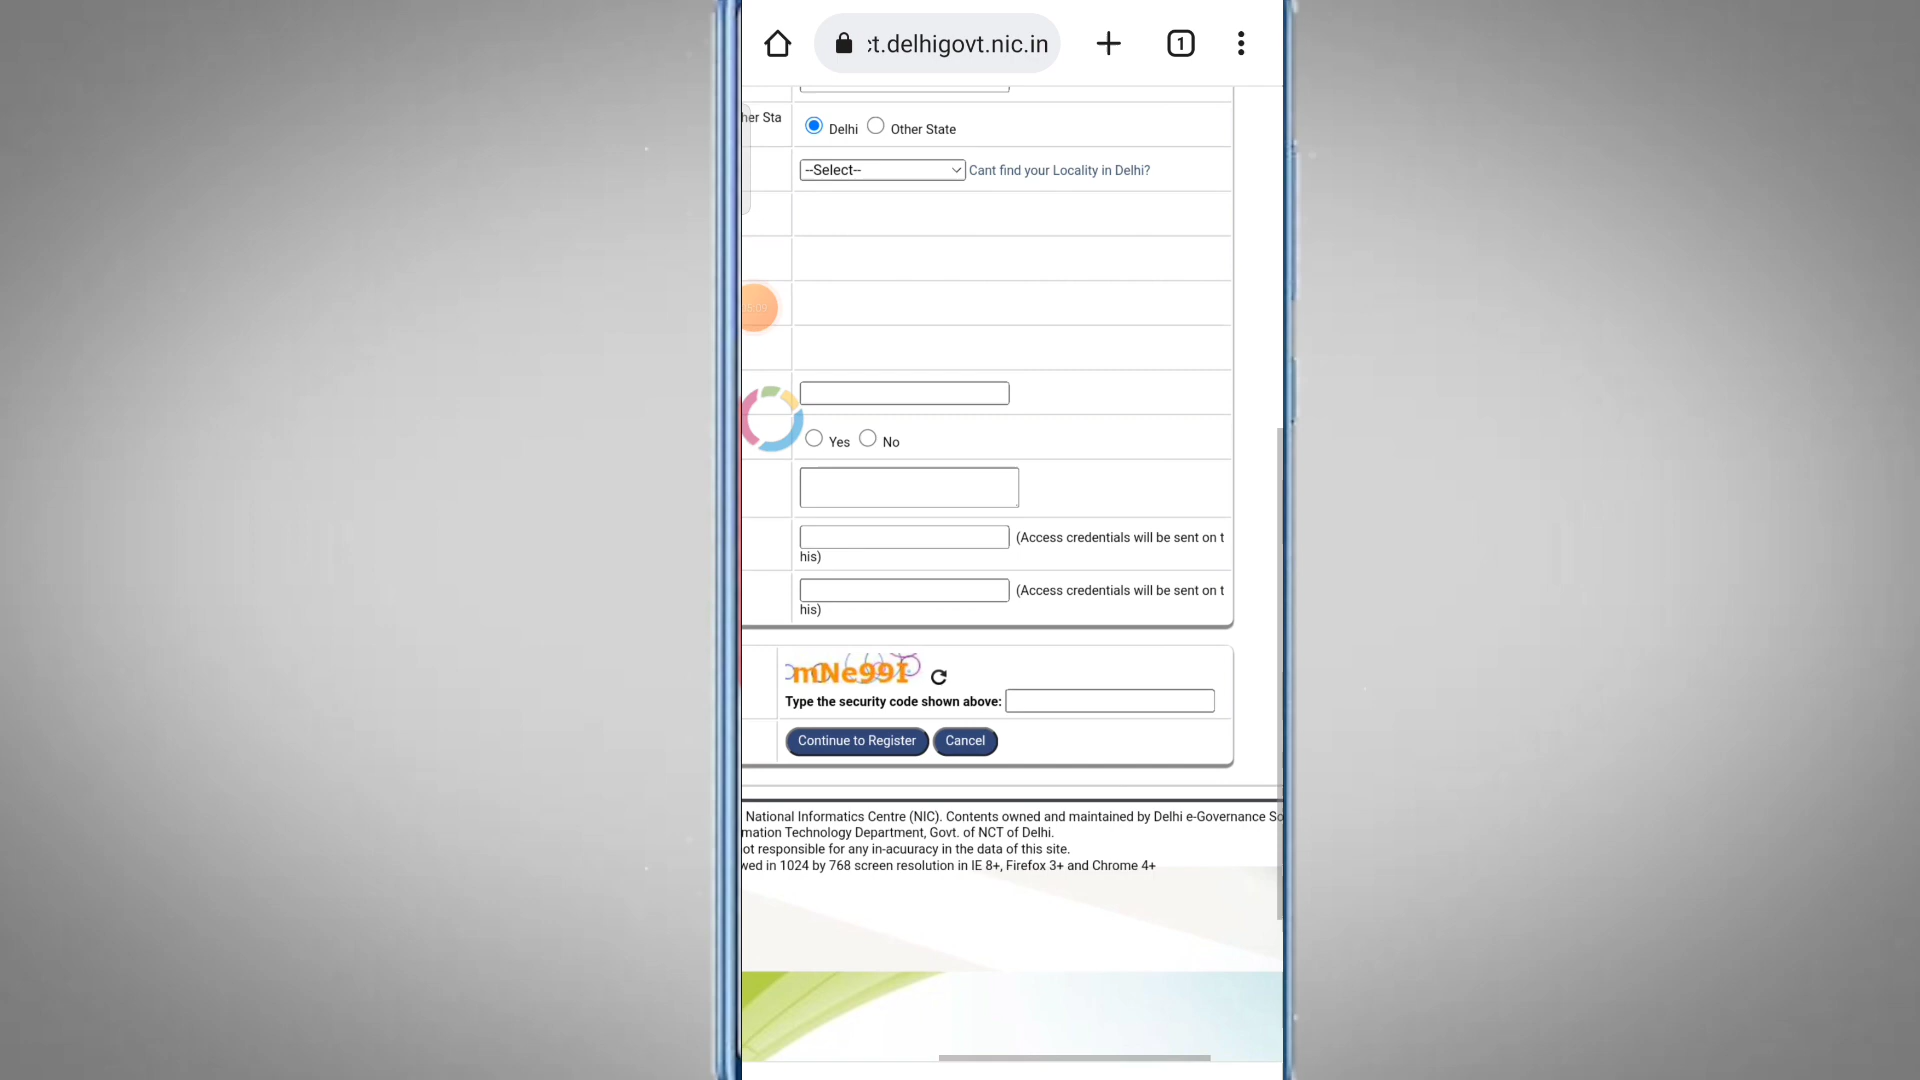 :t.delhigovt.nic.in
1
her Sta
Delhi
Other State
--Select--
Cant find your Locality in Delhi?
05:09
Yes
No
(Access credentials will be sent on t
his)
(Access credentials will be sent on t
his)
mNe99I
Type the security code shown above:
Continue to Register
Cancel
National Informatics Centre (NIC). Contents owned and maintained by Delhi e-Governance So
mation Technology Department, Govt. of NCT of Delhi.
ot responsible for any in-acuuracy in the data of this site.
wed in 1024 by 768 screen resolution in IE 8+, Firefox 3+ and Chrome 4+